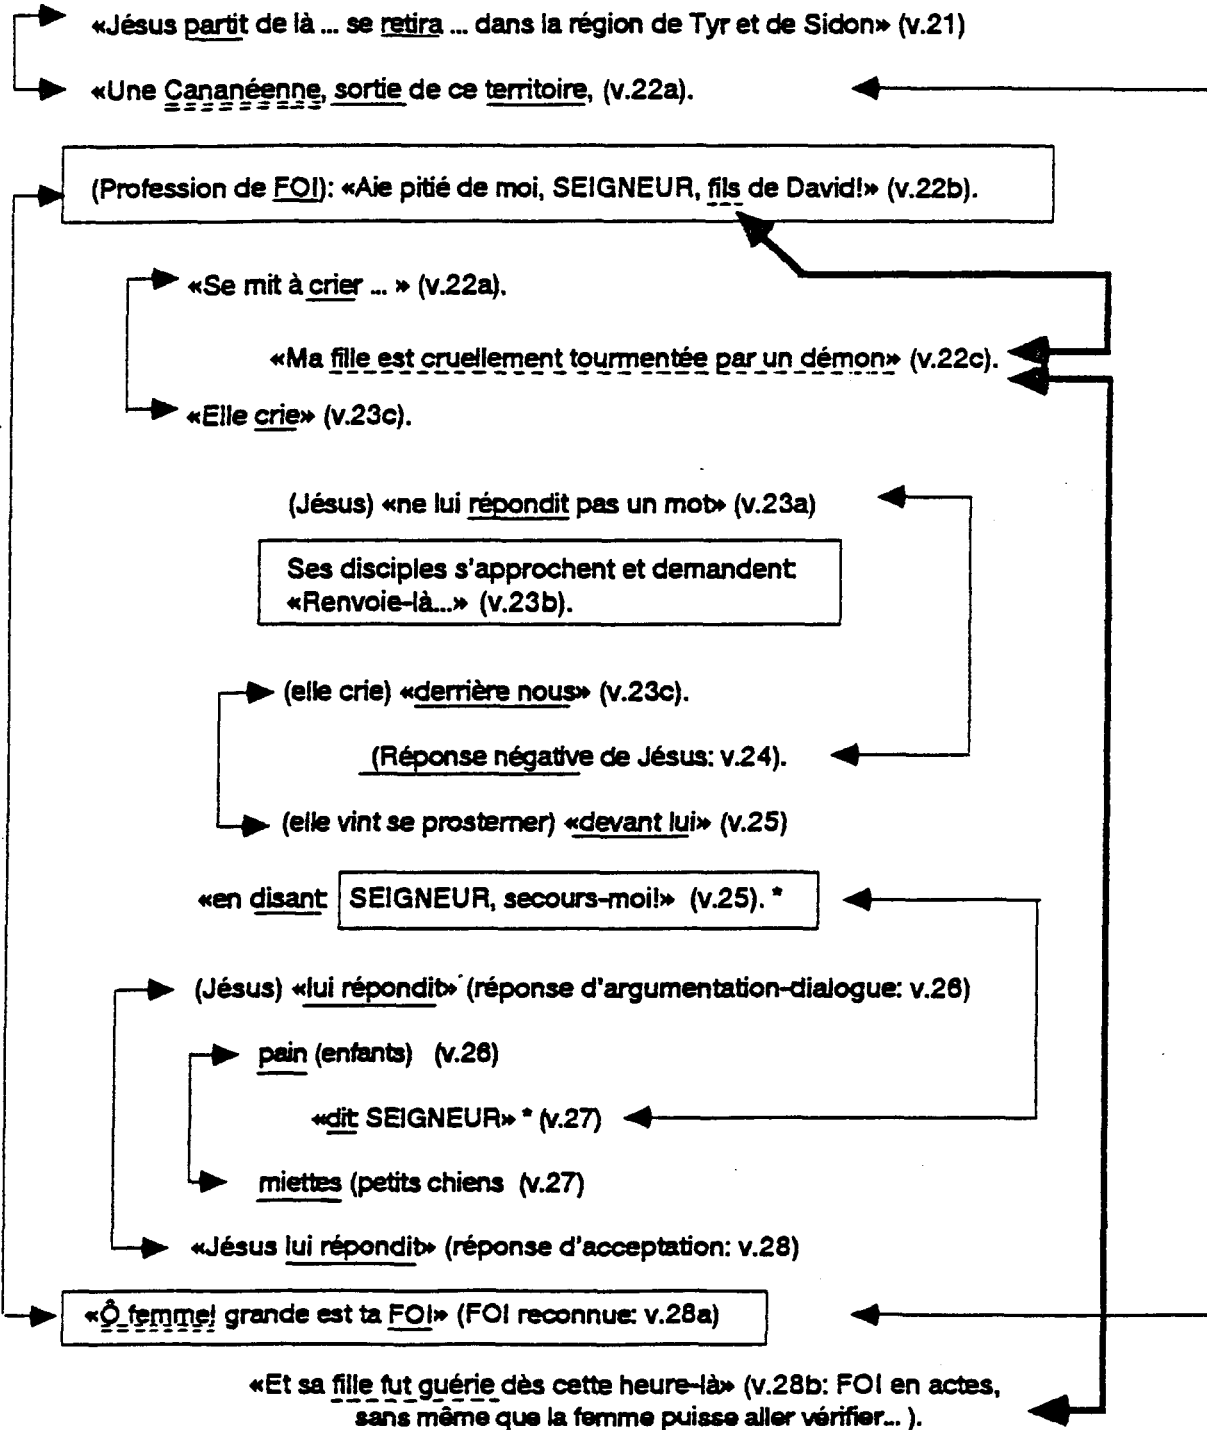 «Jésus partit de là ... se retira ... dans la région de Tyr et de Sidon» (v.21)
«Une Cananéenne, sortie de ce territoire, (v.22a).
(Profession de FOI): «Aie pitié de moi, SEIGNEUR, fils de David!» (v.22b).
«Se mit à crier ... » (v.22a).
«Ma fille est cruellement tourmentée par un démon» (v.22c).
«Elle crie» (v.23c).
(Jésus) «ne lui répondit pas un mot» (v.23a)
Ses disciples s'approchent et demandent:
«Renvoie-là...» (v.23b).
(elle crie) «derrière nous» (v.23c).
(Réponse négative de Jésus: v.24).
(elle vint se prosterner) «devant lui» (v.25)
«en disant: SEIGNEUR, secours-moi!» (v.25). *
(Jésus) «lui répondit» (réponse d'argumentation-dialogue: v.26)
pain (enfants) (v.26)
«dit: SEIGNEUR» * (v.27)
miettes (petits chiens (v.27)
«Jésus lui répondit» (réponse d'acceptation: v.28)
«Ô femme! grande est ta FOI» (FOI reconnue: v.28a)
«Et sa fille fut guérie dès cette heure-là» (v.28b: FOI en actes,
sans même que la femme puisse aller vérifier... ).